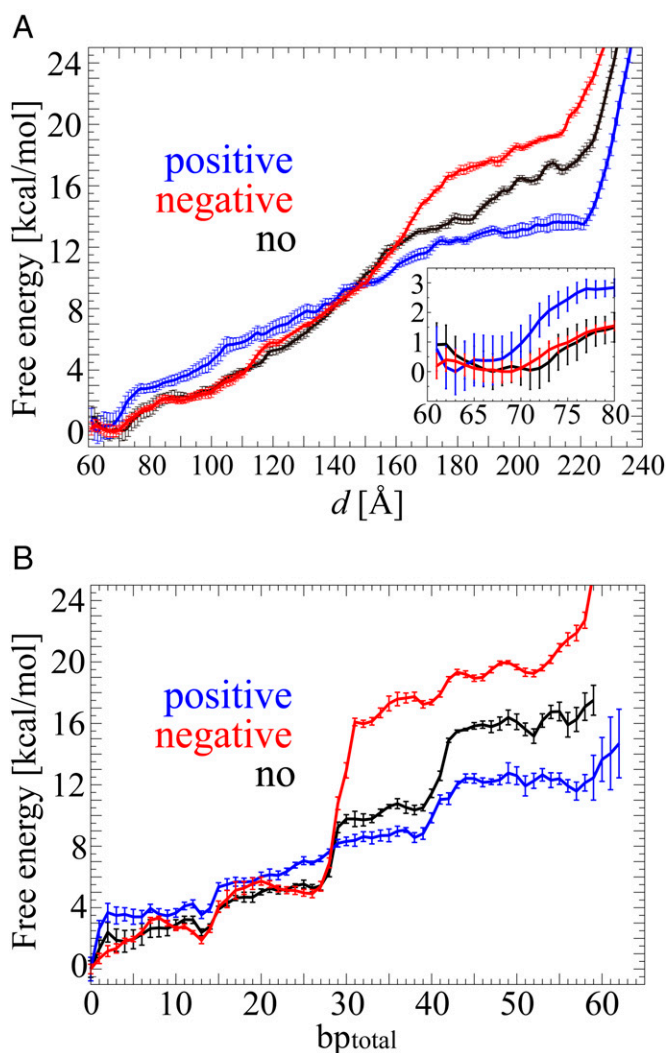 A
Free energy [kcal/mol]
24
20
16
12
8
4
0
positive
negative
no
3
2
1
0
60 65 70 75 80
60 80 100 120 140 160 180 200 220 240
d [Å]
B
Free energy [kcal/mol]
24
20
16
12
8
4
0
positive
negative
no
0 10 20 30 40 50 60
bptotal